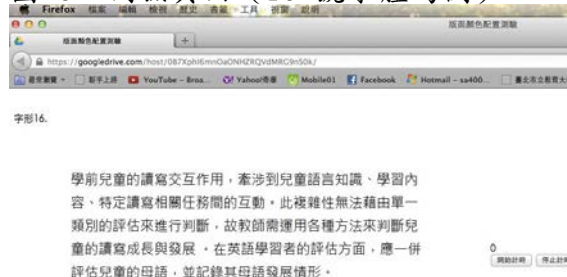 Firefox 檔案 編輯 檢視 歷史 書籤 工具 視窗 說明
版面顏色配置測驗
版面顏色配置測驗 +
https://googledrive.com/host/
最常瀏覽 新手上路 YouTube - Broa... Yahoo!奇摩 Mobile01 Facebook Hotmail - sa400... 臺北市立教育大
字形16.
學前兒童的讀寫交互作用，牽涉到兒童語言知識、學習內
容、特定讀寫相關任務間的互動。此複雜性無法藉由單一
類別的評估來進行判斷，故教師需運用各種方法來判斷兒
童的讀寫成長與發展。在英語學習者的評估方面，應一併
評估兒童的母語，並記錄其母語發展情形。
0
開始計時 停止計時